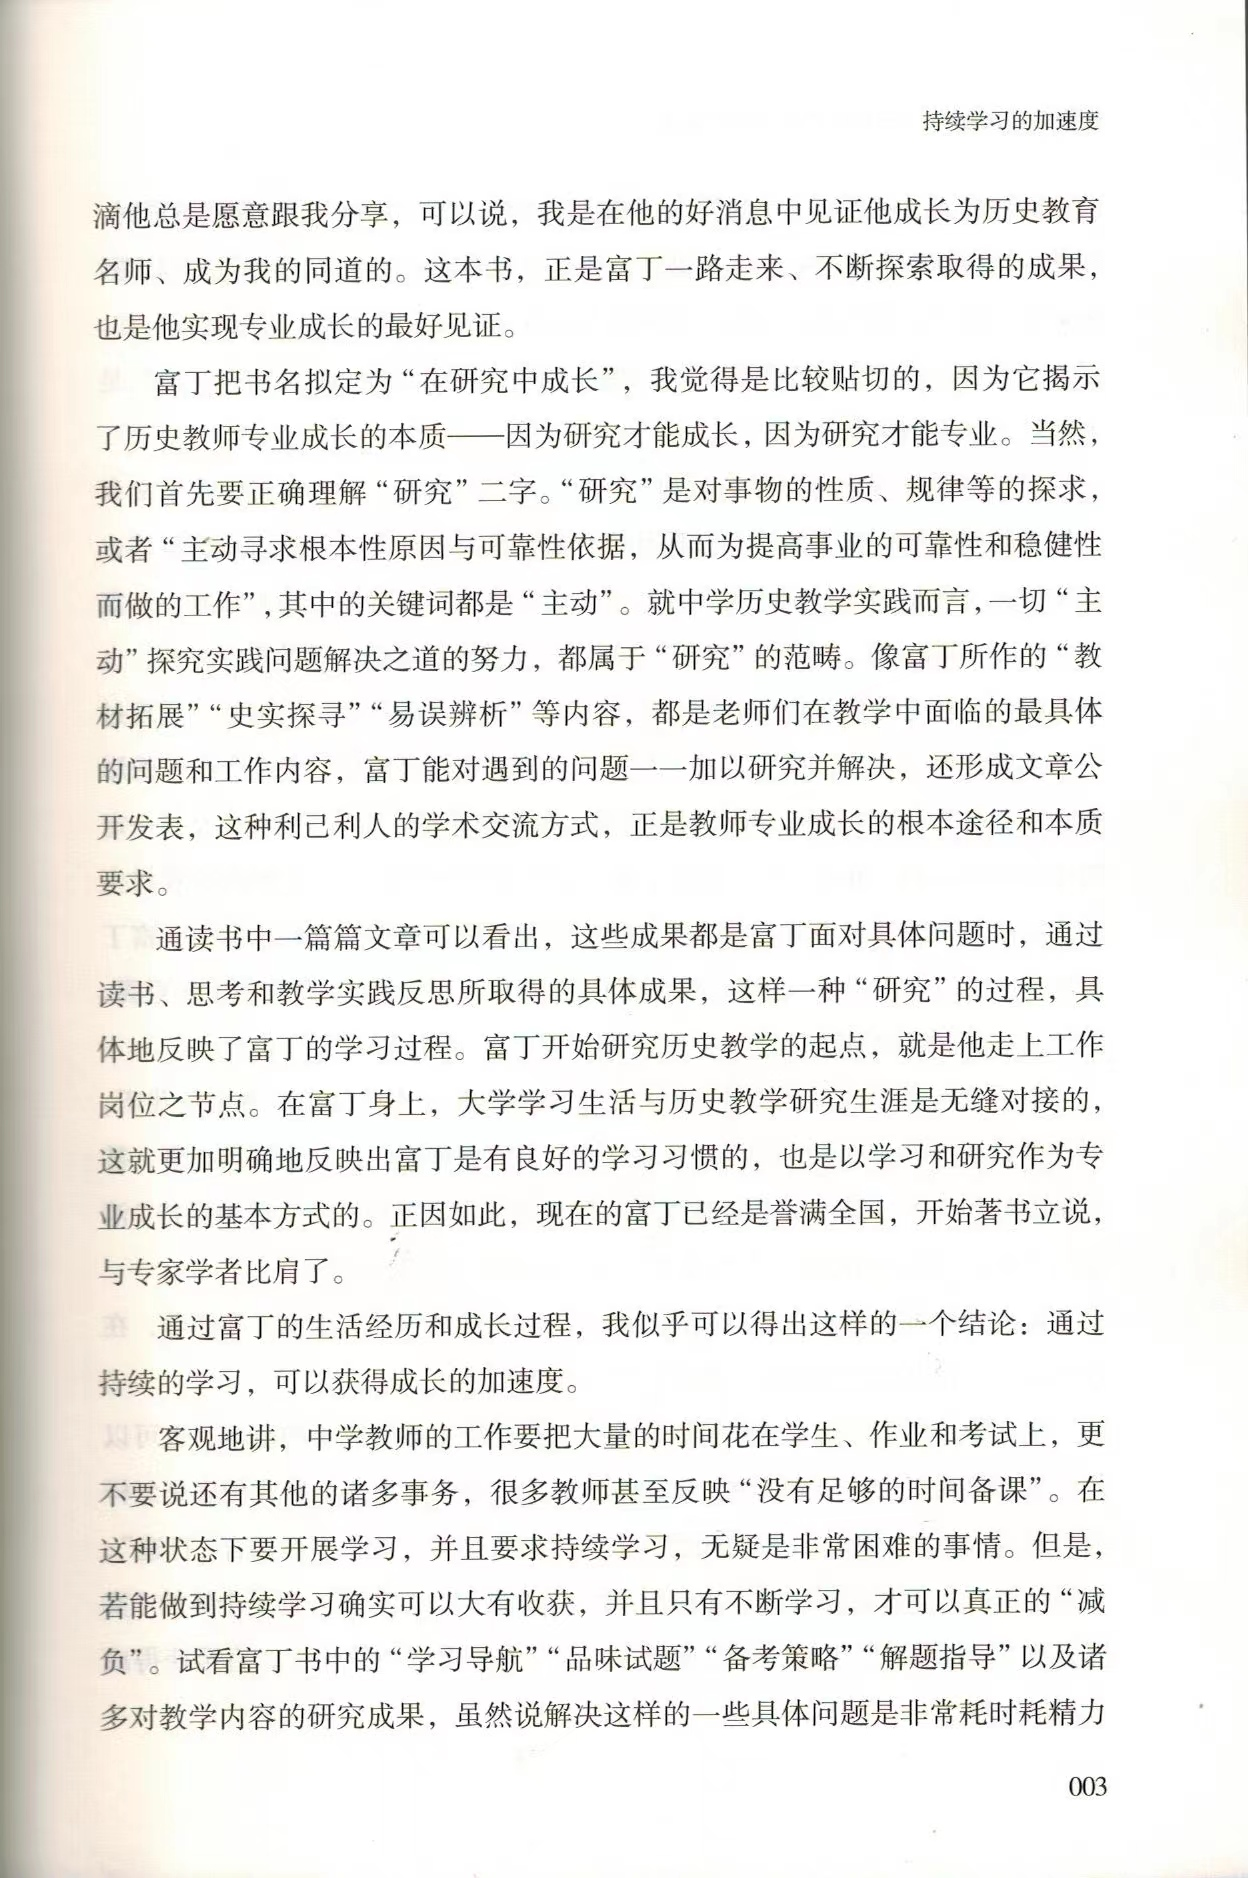 持续学习的加速度
滴他总是愿意跟我分享，可以说，我是在他的好消息中见证他成长为历史教育
名师、成为我的同道的。这本书，正是富丁一路走来、不断探索取得的成果，
也是他实现专业成长的最好见证。
富丁把书名拟定为“在研究中成长”，我觉得是比较贴切的，因为它揭示
了历史教师专业成长的本质——因为研究才能成长，因为研究才能专业。当然，
我们首先要正确理解“研究”二字。“研究”是对事物的性质、规律等的探求，
或者“主动寻求根本性原因与可靠性依据，从而为提高事业的可靠性和稳健性
而做的工作”，其中的关键词都是“主动”。就中学历史教学实践而言，一切“主
动”探究实践问题解决之道的努力，都属于“研究”的范畴。像富丁所作的“教
材拓展”“史实探寻”“易误辨析”等内容，都是老师们在教学中面临的最具体
的问题和工作内容，富丁能对遇到的问题一一加以研究并解决，还形成文章公
开发表，这种利己利人的学术交流方式，正是教师专业成长的根本途径和本质
要求。
通读书中一篇篇文章可以看出，这些成果都是富丁面对具体问题时，通过
读书、思考和教学实践反思所取得的具体成果，这样一种“研究”的过程，具
体地反映了富丁的学习过程。富丁开始研究历史教学的起点，就是他走上工作
岗位之节点。在富丁身上，大学学习生活与历史教学研究生涯是无缝对接的，
这就更加明确地反映出富丁是有良好的学习习惯的，也是以学习和研究作为专
业成长的基本方式的。正因如此，现在的富丁已经是誉满全国，开始著书立说，
与专家学者比肩了。
通过富丁的生活经历和成长过程，我似乎可以得出这样的一个结论：通过
持续的学习，可以获得成长的加速度。
客观地讲，中学教师的工作要把大量的时间花在学生、作业和考试上，更
不要说还有其他的诸多事务，很多教师甚至反映“没有足够的时间备课”。在
这种状态下要开展学习，并且要求持续学习，无疑是非常困难的事情。但是，
若能做到持续学习确实可以大有收获，并且只有不断学习，才可以真正的“减
负”。试看富丁书中的“学习导航”“品味试题”“备考策略”“解题指导”以及诸
多对教学内容的研究成果，虽然说解决这样的一些具体问题是非常耗时耗精力
003